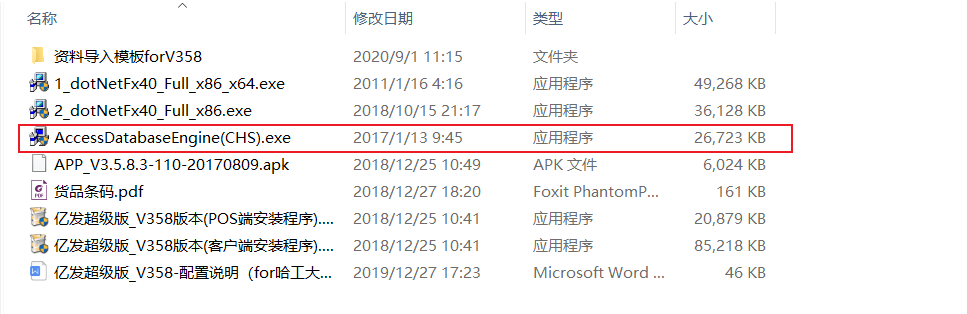 名称 修改日期 类型 大小
资料导入模板forV358 2020/9/1 11:15 文件夹
1_dotNetFx40_Full_x86_x64.exe 2011/1/16 4:16 应用程序 49,268 KB
2_dotNetFx40_Full_x86.exe 2018/10/15 21:17 应用程序 36,128 KB
AccessDatabaseEngine(CHS).exe 2017/1/13 9:45 应用程序 26,723 KB
APP_V3.5.8.3-110-20170809.apk 2018/12/25 10:49 APK 文件 6,024 KB
货品条码.pdf 2018/12/27 18:20 Foxit PhantomP... 161 KB
亿发超级版_V358版本(POS端安装程序).... 2018/12/25 10:41 应用程序 20,879 KB
亿发超级版_V358版本(客户端安装程序).... 2018/12/25 10:41 应用程序 85,218 KB
亿发超级版_V358-配置说明（for哈工大... 2019/12/27 17:23 Microsoft Word ... 46 KB